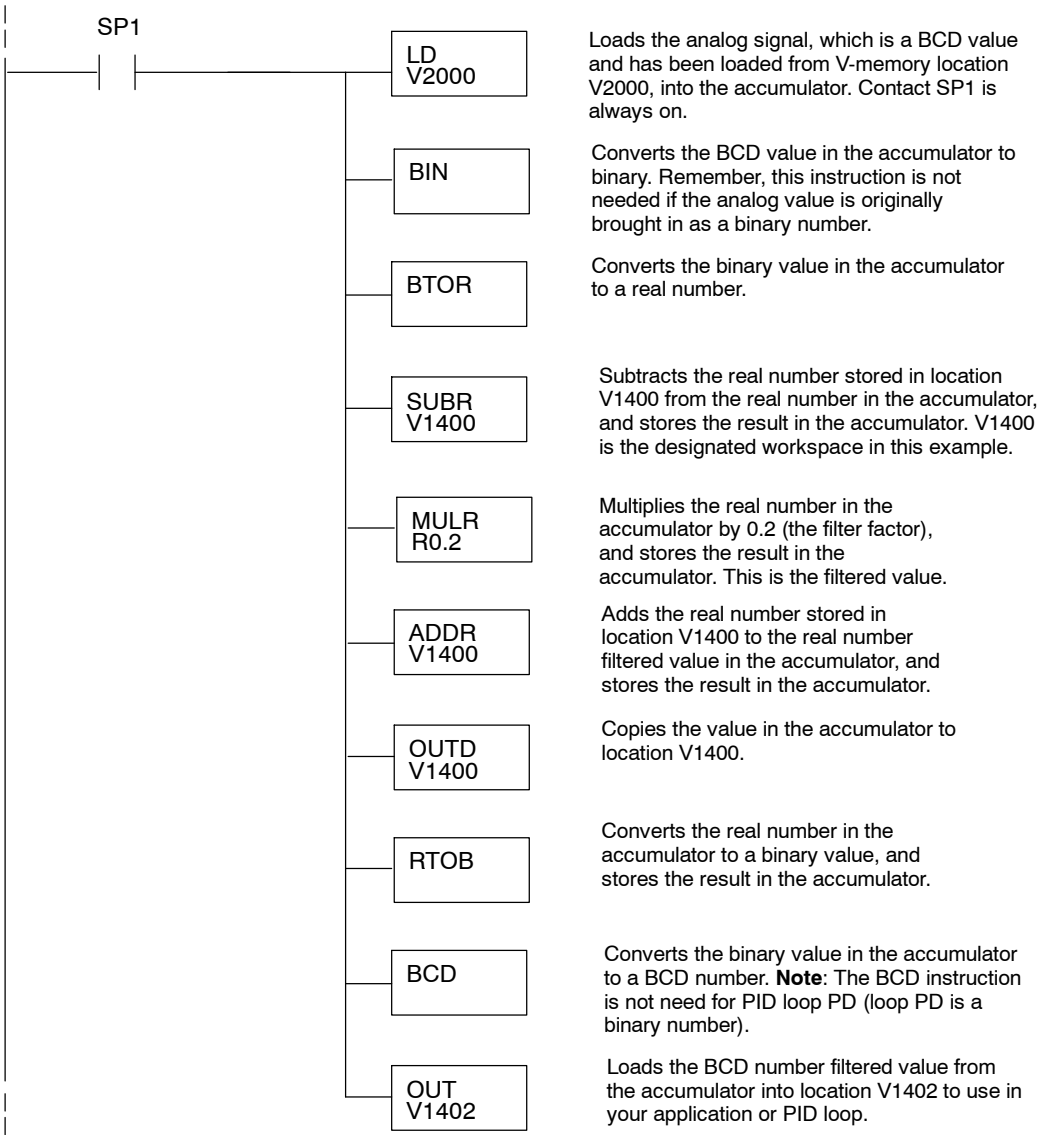 SP1
LD
V2000
Loads the analog signal, which is a BCD value
and has been loaded from V-memory location
V2000, into the accumulator. Contact SP1 is
always on.
BIN
Converts the BCD value in the accumulator to
binary. Remember, this instruction is not
needed if the analog value is originally
brought in as a binary number.
BTOR
Converts the binary value in the accumulator
to a real number.
SUBR
V1400
Subtracts the real number stored in location
V1400 from the real number in the accumulator,
and stores the result in the accumulator. V1400
is the designated workspace in this example.
MULR
R0.2
Multiplies the real number in the
accumulator by 0.2 (the filter factor),
and stores the result in the
accumulator. This is the filtered value.
ADDR
V1400
Adds the real number stored in
location V1400 to the real number
filtered value in the accumulator, and
stores the result in the accumulator.
OUTD
V1400
Copies the value in the accumulator to
location V1400.
RTOB
Converts the real number in the
accumulator to a binary value, and
stores the result in the accumulator.
BCD
Converts the binary value in the accumulator
to a BCD number. Note: The BCD instruction
is not need for PID loop PD (loop PD is a
binary number).
OUT
V1402
Loads the BCD number filtered value from
the accumulator into location V1402 to use in
your application or PID loop.